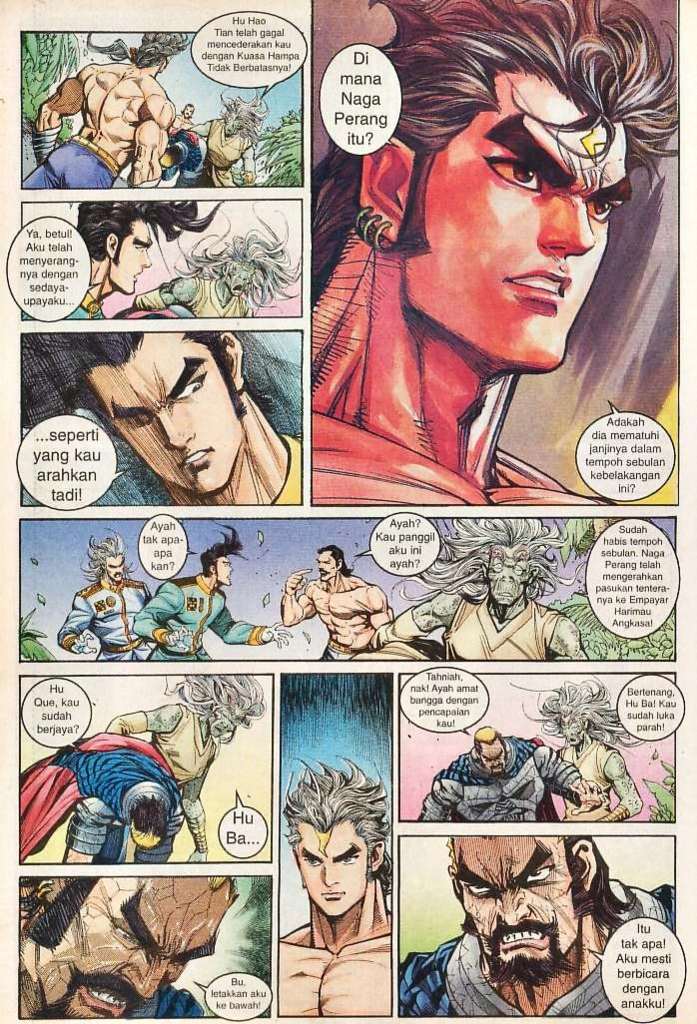 Hu Hao
Tian telah gagal
mencederakan kau
dengan Kuasa Hampa
Tidak Berbatasnya!
Di
mana
Naga
Perang
itu?
Ya, betul!
Aku telah
menyerang-
nya dengan
sedaya-
upayaku...
...seperti
yang kau
arahkan
tadi!
Adakah
dia mematuhi
janjinya dalam
tempoh sebulan
kebelakangan
ini?
Ayah
tak apa-
apa
kan?
Ayah?
Kau panggil
aku ini
ayah?
Sudah
habis tempoh
sebulan. Naga
Perang telah
mengerahkan
pasukan tentera-
nya ke Empayar
Harimau
Angkasa!
Hu
Que, kau
sudah
berjaya?
Hu
Ba...
Tahniah,
nak! Ayah amat
bangga dengan
pencapaian
kau!
Bertenang,
Hu Ba! Kau
sudah luka
parah!
Bu,
letakkan aku
ke bawah!
Itu
tak apa!
Aku mesti
berbicara
dengan
anakku!